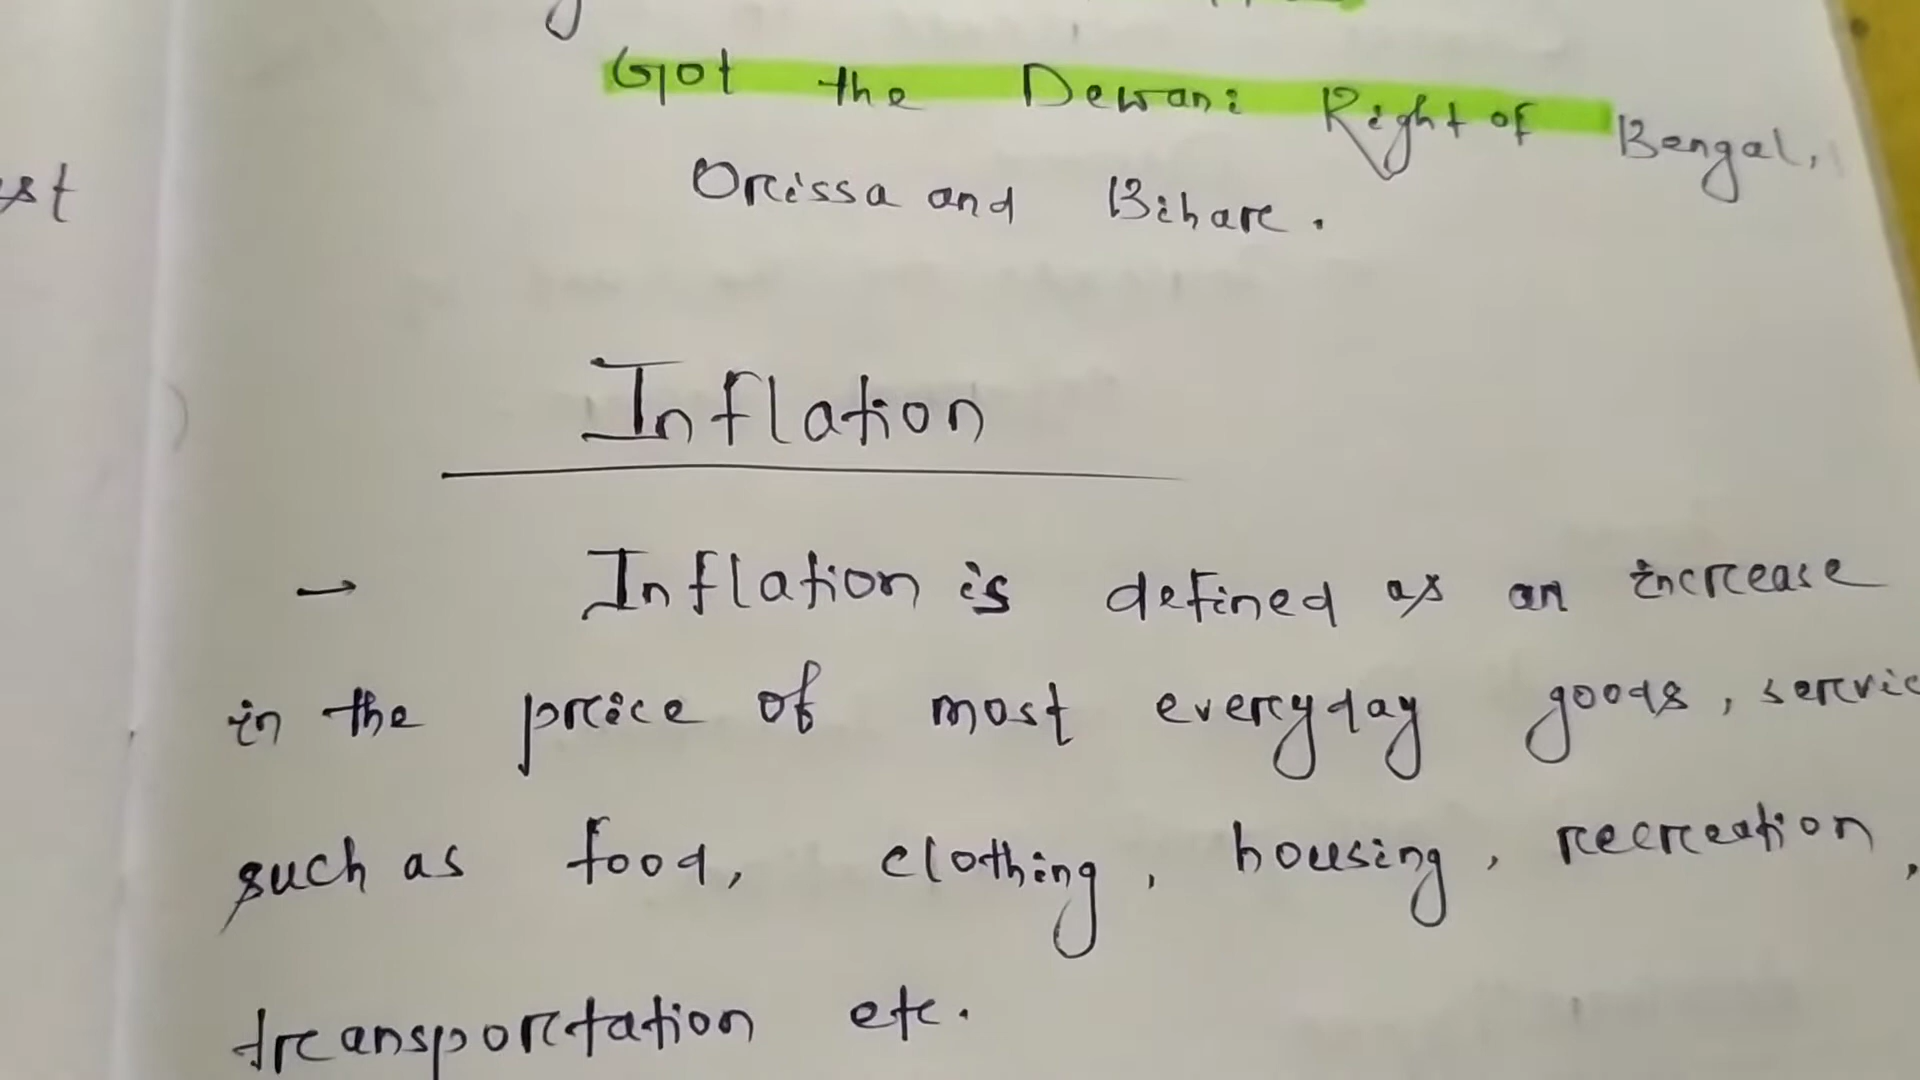 Got the Dewani Right of Bengal,
Orissa and Bihar.
Inflation
→ Inflation is defined as an increase
in the price of most everyday goods, servic
such as food, clothing, housing, recreation,
transportation etc.